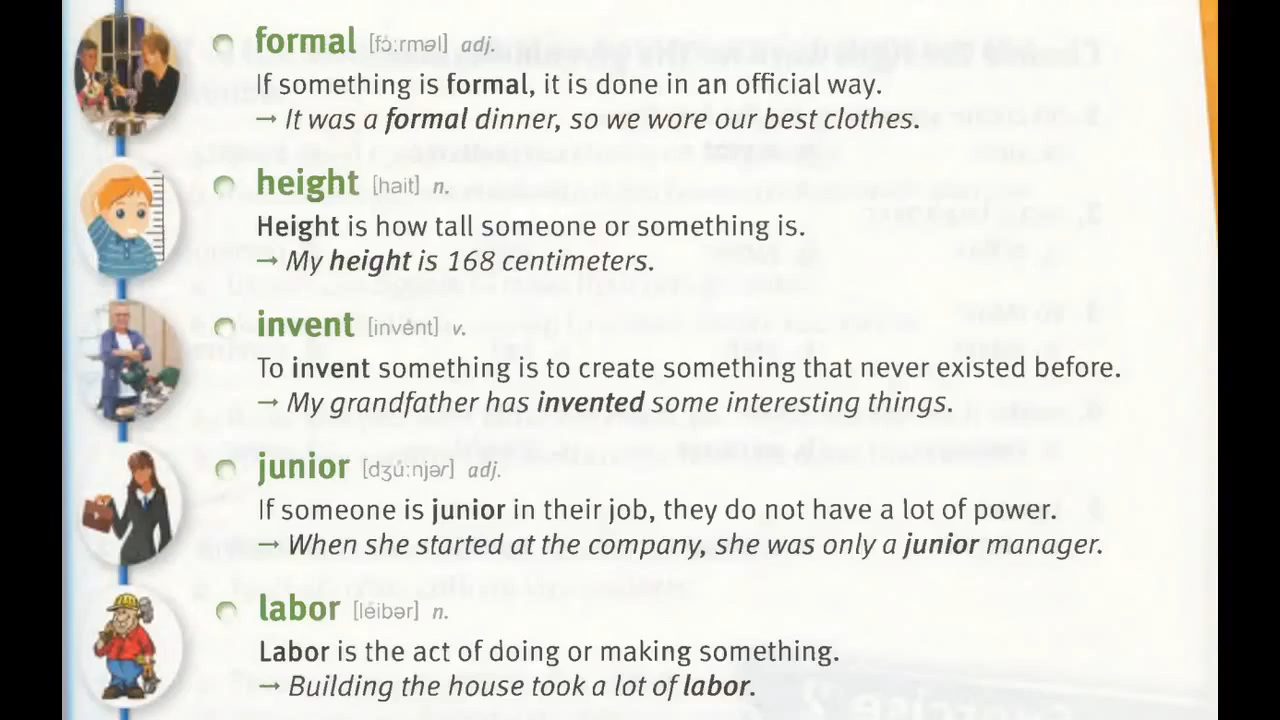 formal [fɔ́ːrməl] adj.
If something is formal, it is done in an official way.
→ It was a formal dinner, so we wore our best clothes.
height [hait] n.
Height is how tall someone or something is.
→ My height is 168 centimeters.
invent [invént] v.
To invent something is to create something that never existed before.
→ My grandfather has invented some interesting things.
junior [dʒúːnjər] adj.
If someone is junior in their job, they do not have a lot of power.
→ When she started at the company, she was only a junior manager.
labor [léibər] n.
Labor is the act of doing or making something.
→ Building the house took a lot of labor.